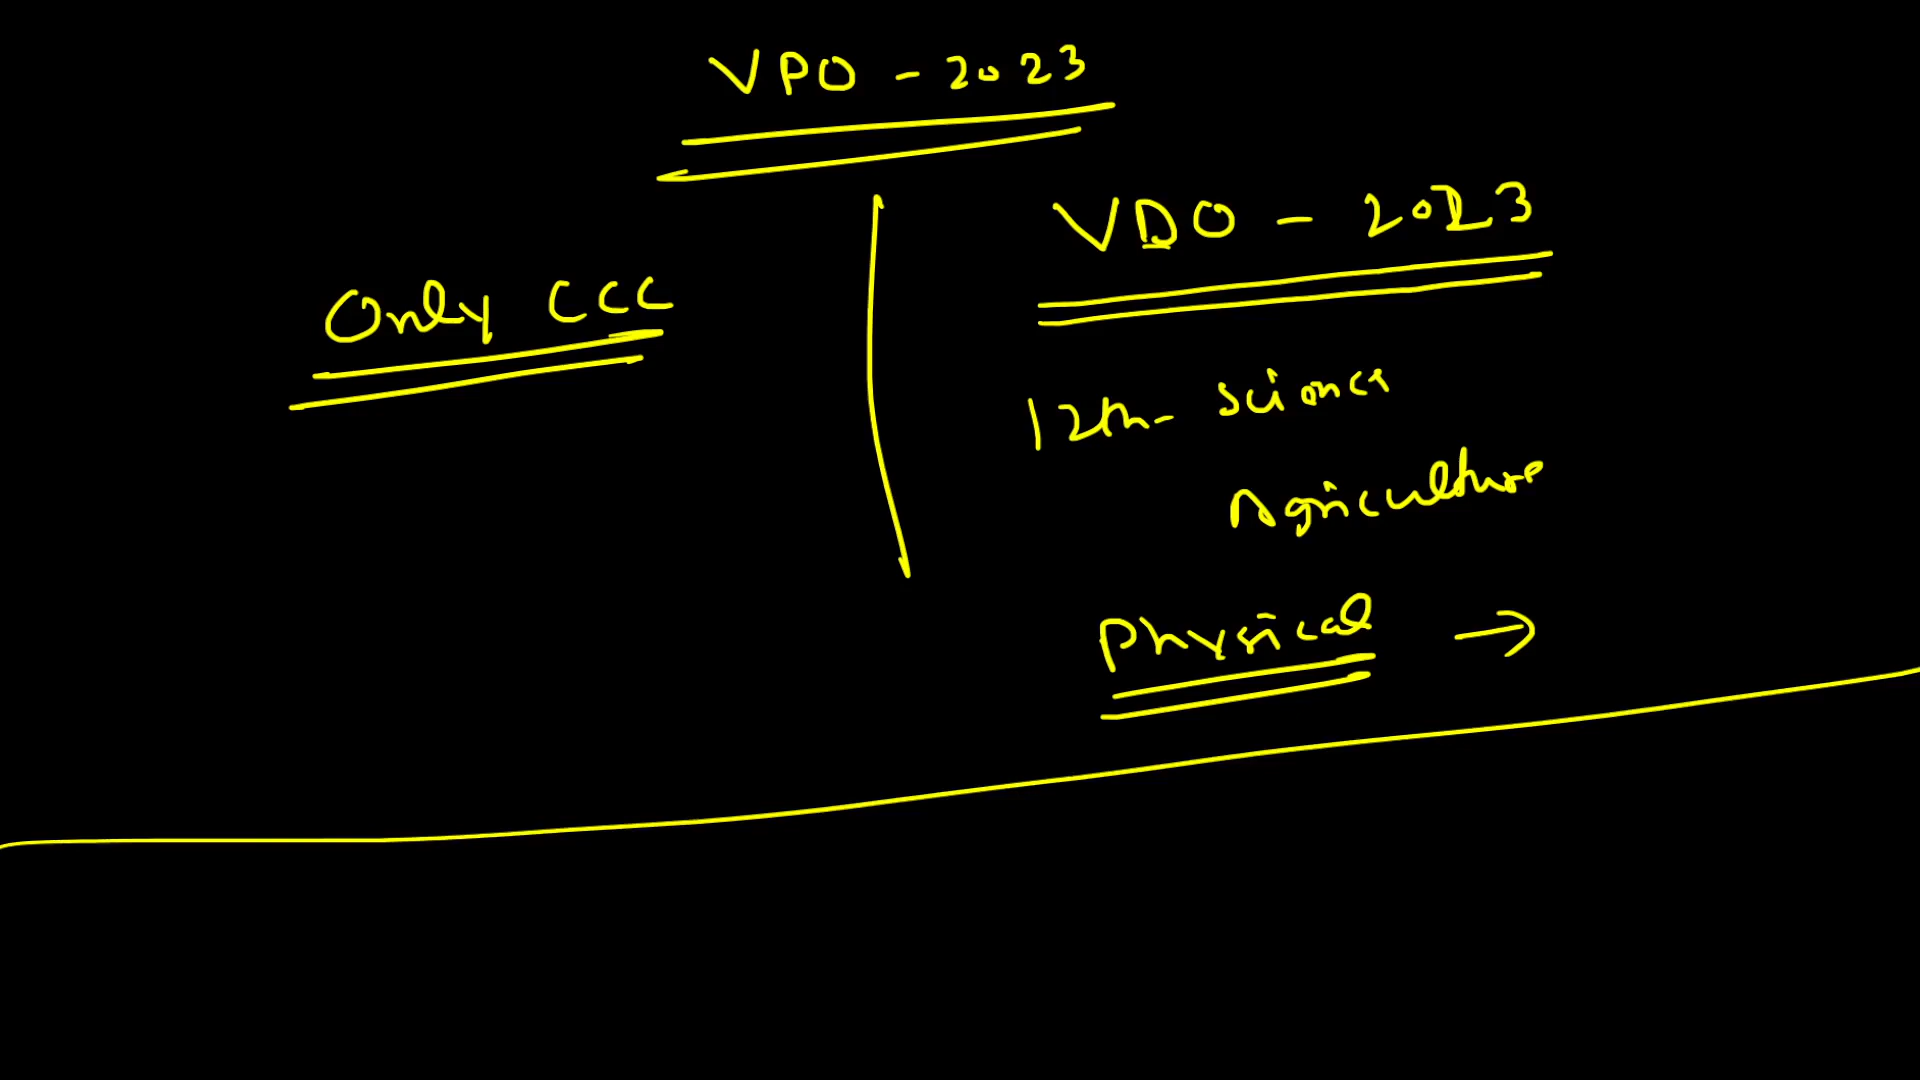 VPO - 2023
Only CCC
VDO - 2023
12th - Science
Agriculture
Physical →